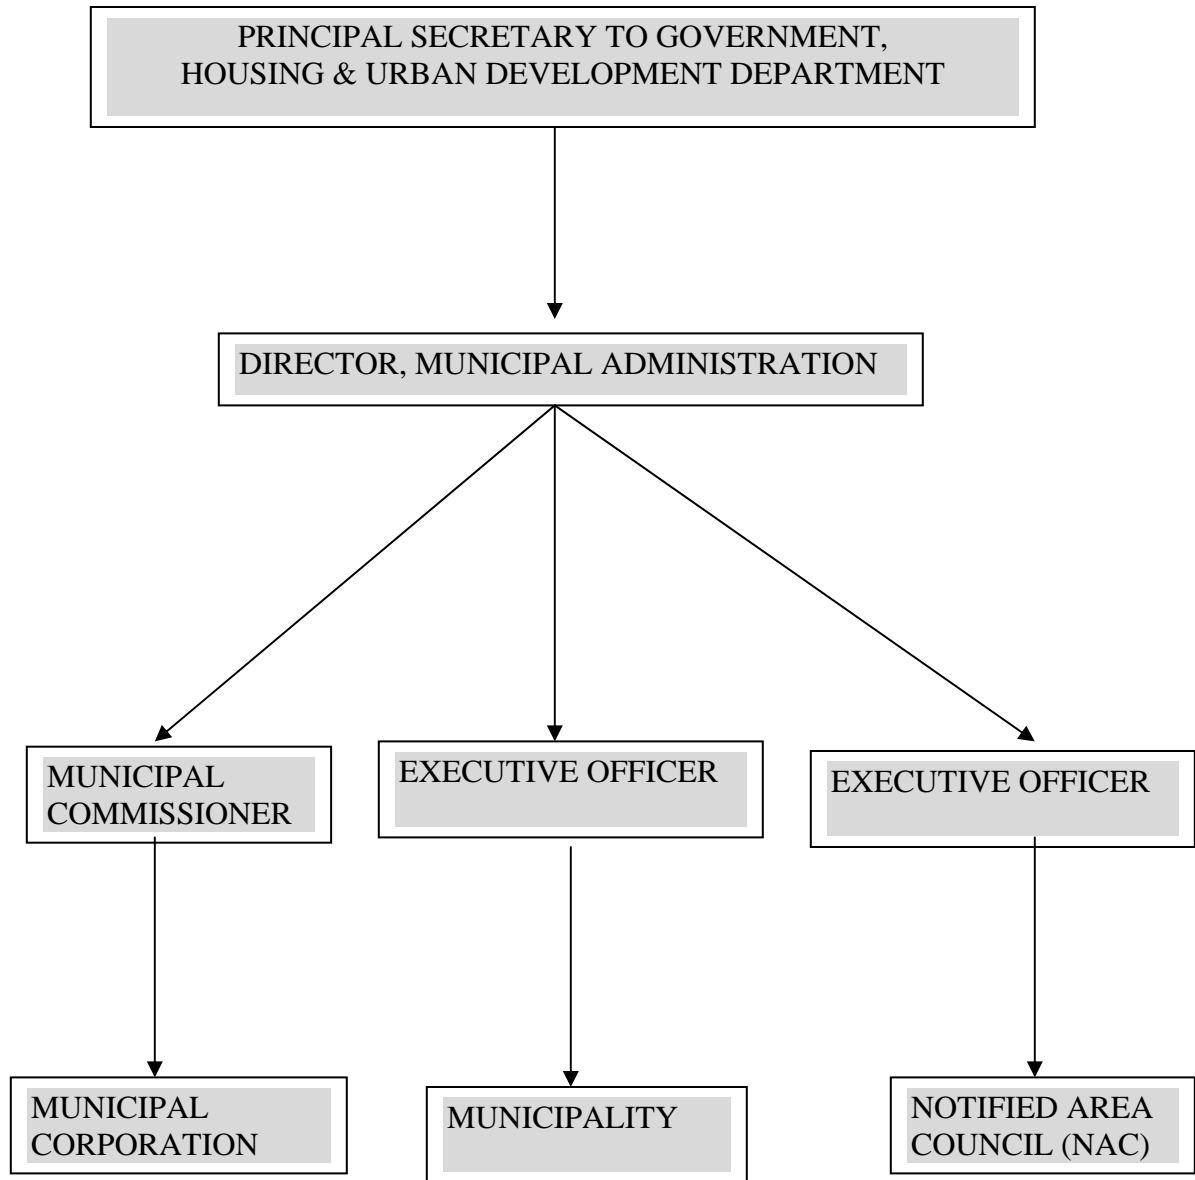 PRINCIPAL SECRETARY TO GOVERNMENT,
HOUSING & URBAN DEVELOPMENT DEPARTMENT
DIRECTOR, MUNICIPAL ADMINISTRATION
MUNICIPAL
COMMISSIONER
EXECUTIVE OFFICER
EXECUTIVE OFFICER
MUNICIPAL
CORPORATION
MUNICIPALITY
NOTIFIED AREA
COUNCIL (NAC)